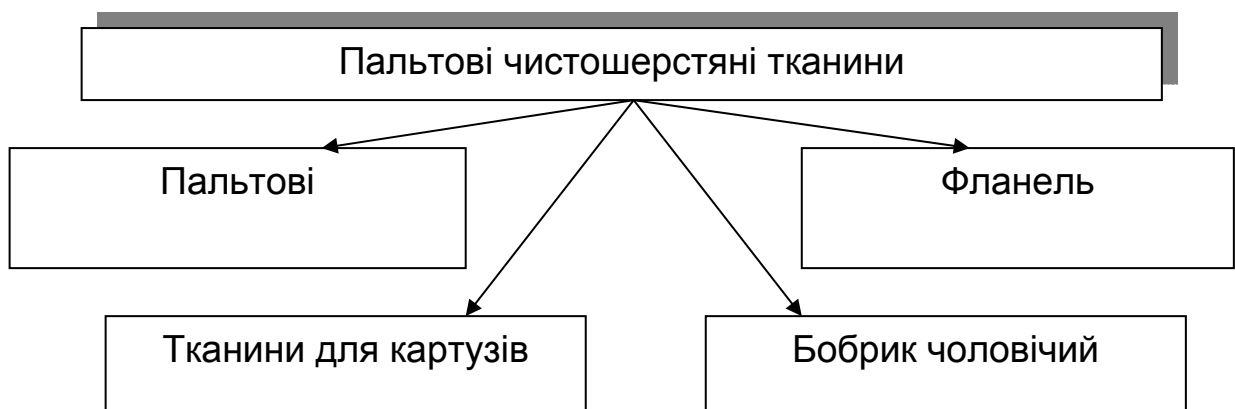 Пальтові чистошерстяні тканини
Пальтові
Фланель
Тканини для картузів
Бобрик чоловічий